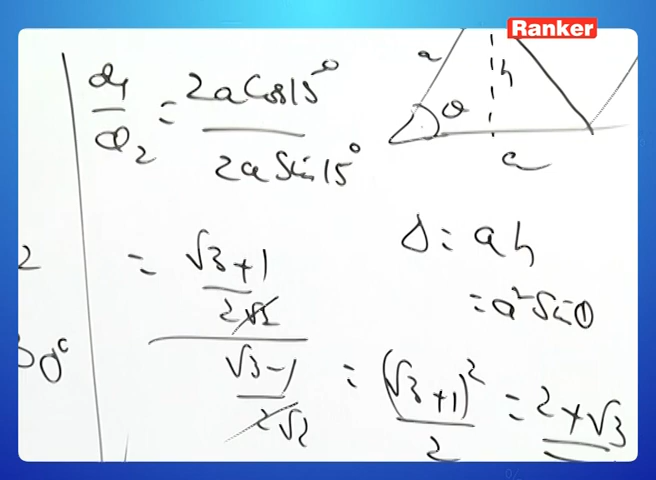 Ranker
d₁/d₂ = 2a Cos15°/2a Sin15°
a
h
θ
a
Δ = ah
= a² Sinθ
2
30°
= (√3+1)/2√2 / (√3-1)/2√2 = (√3+1)²/2 = 2+√3